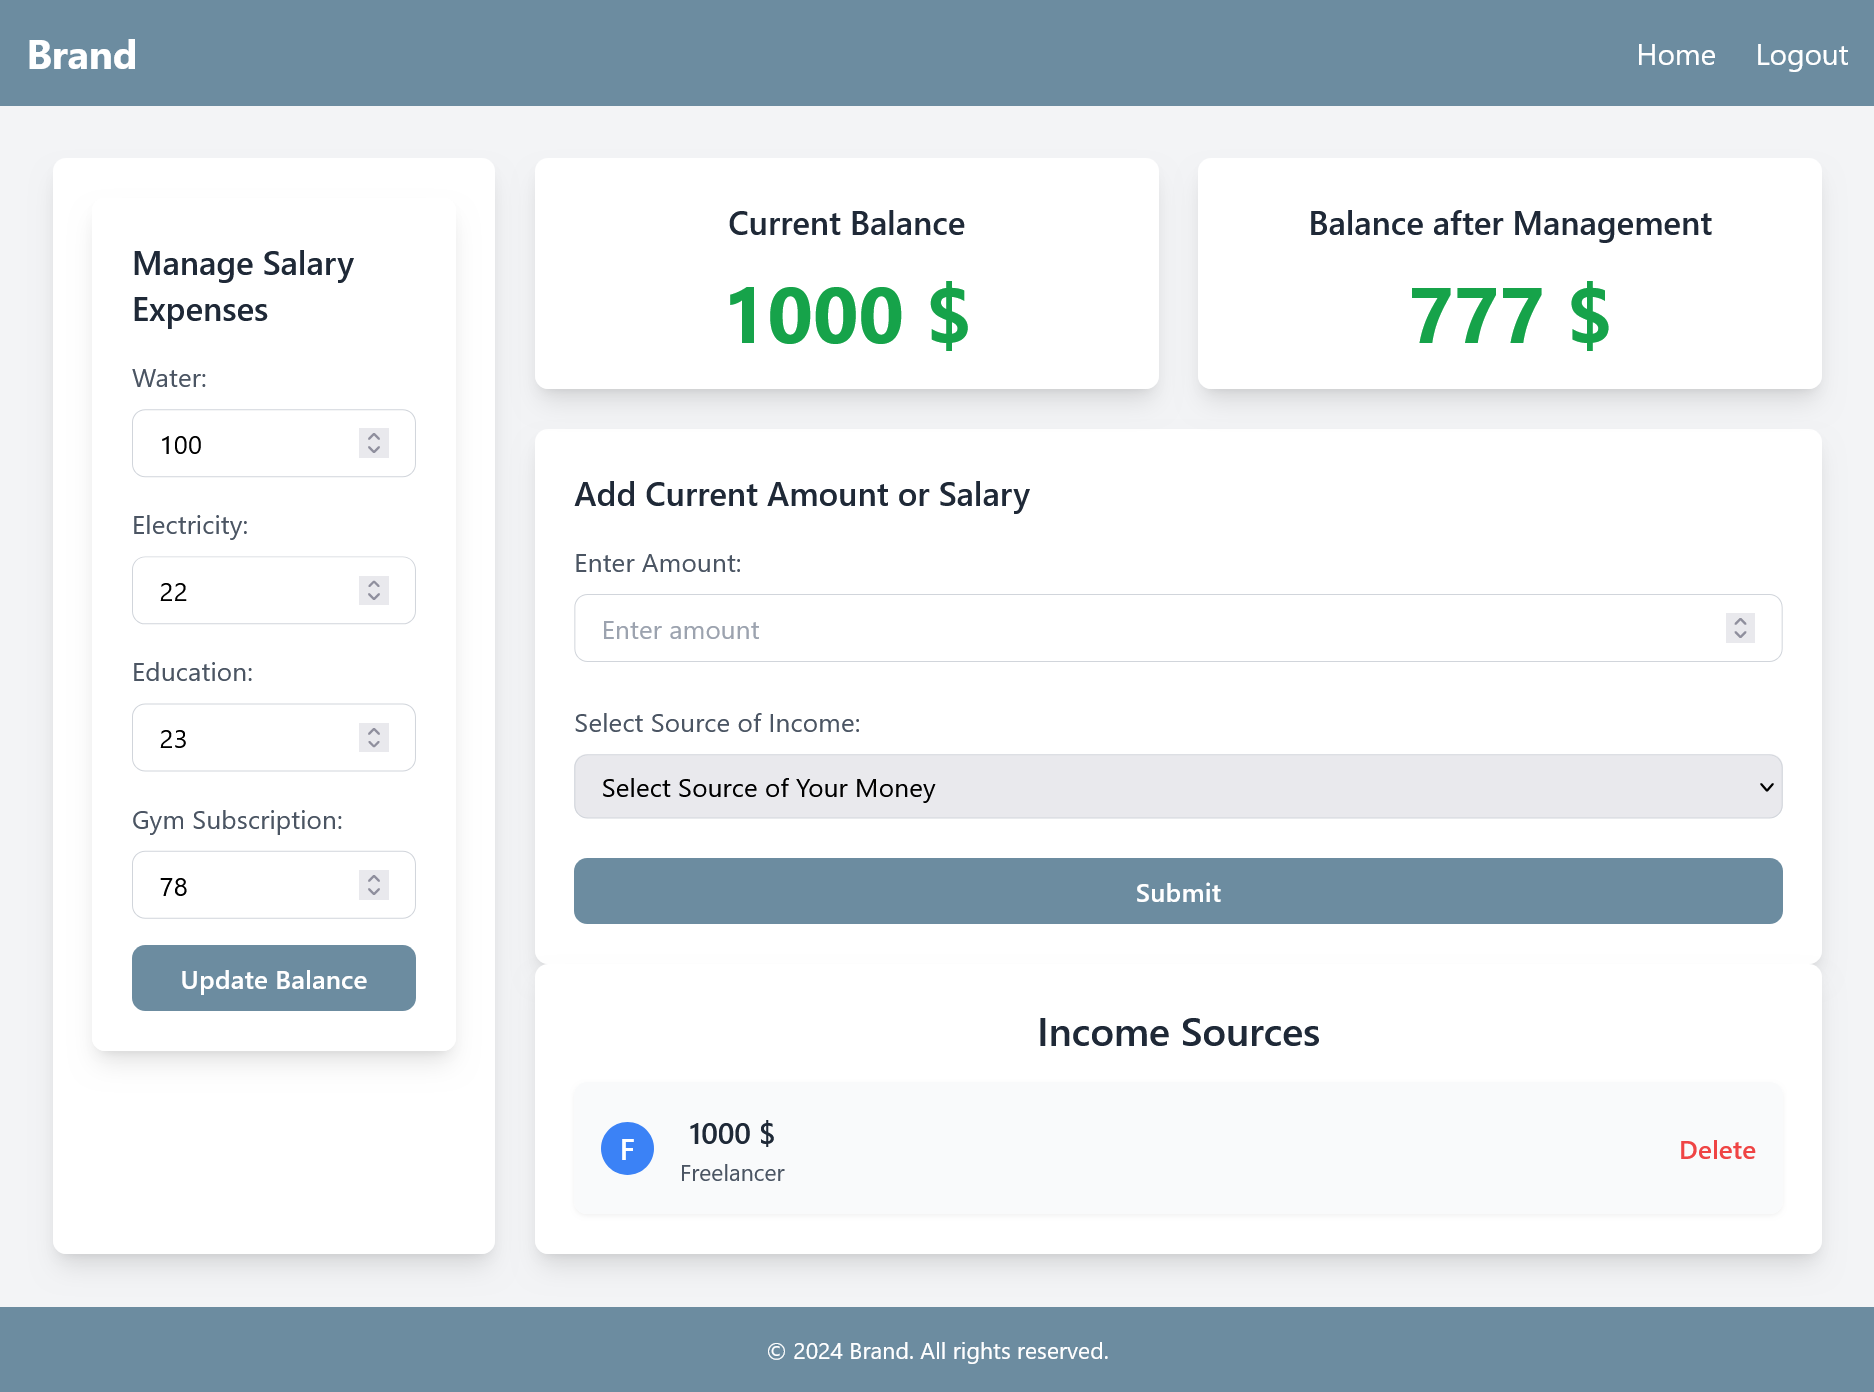 Brand
Home
Logout
Manage Salary
Expenses
Water:
100
Electricity:
22
Education:
23
Gym Subscription:
78
Update Balance
Current Balance
1000 $
Balance after Management
777 $
Add Current Amount or Salary
Enter Amount:
Enter amount
Select Source of Income:
Select Source of Your Money
Submit
Income Sources
F
1000 $
Freelancer
Delete
© 2024 Brand. All rights reserved.